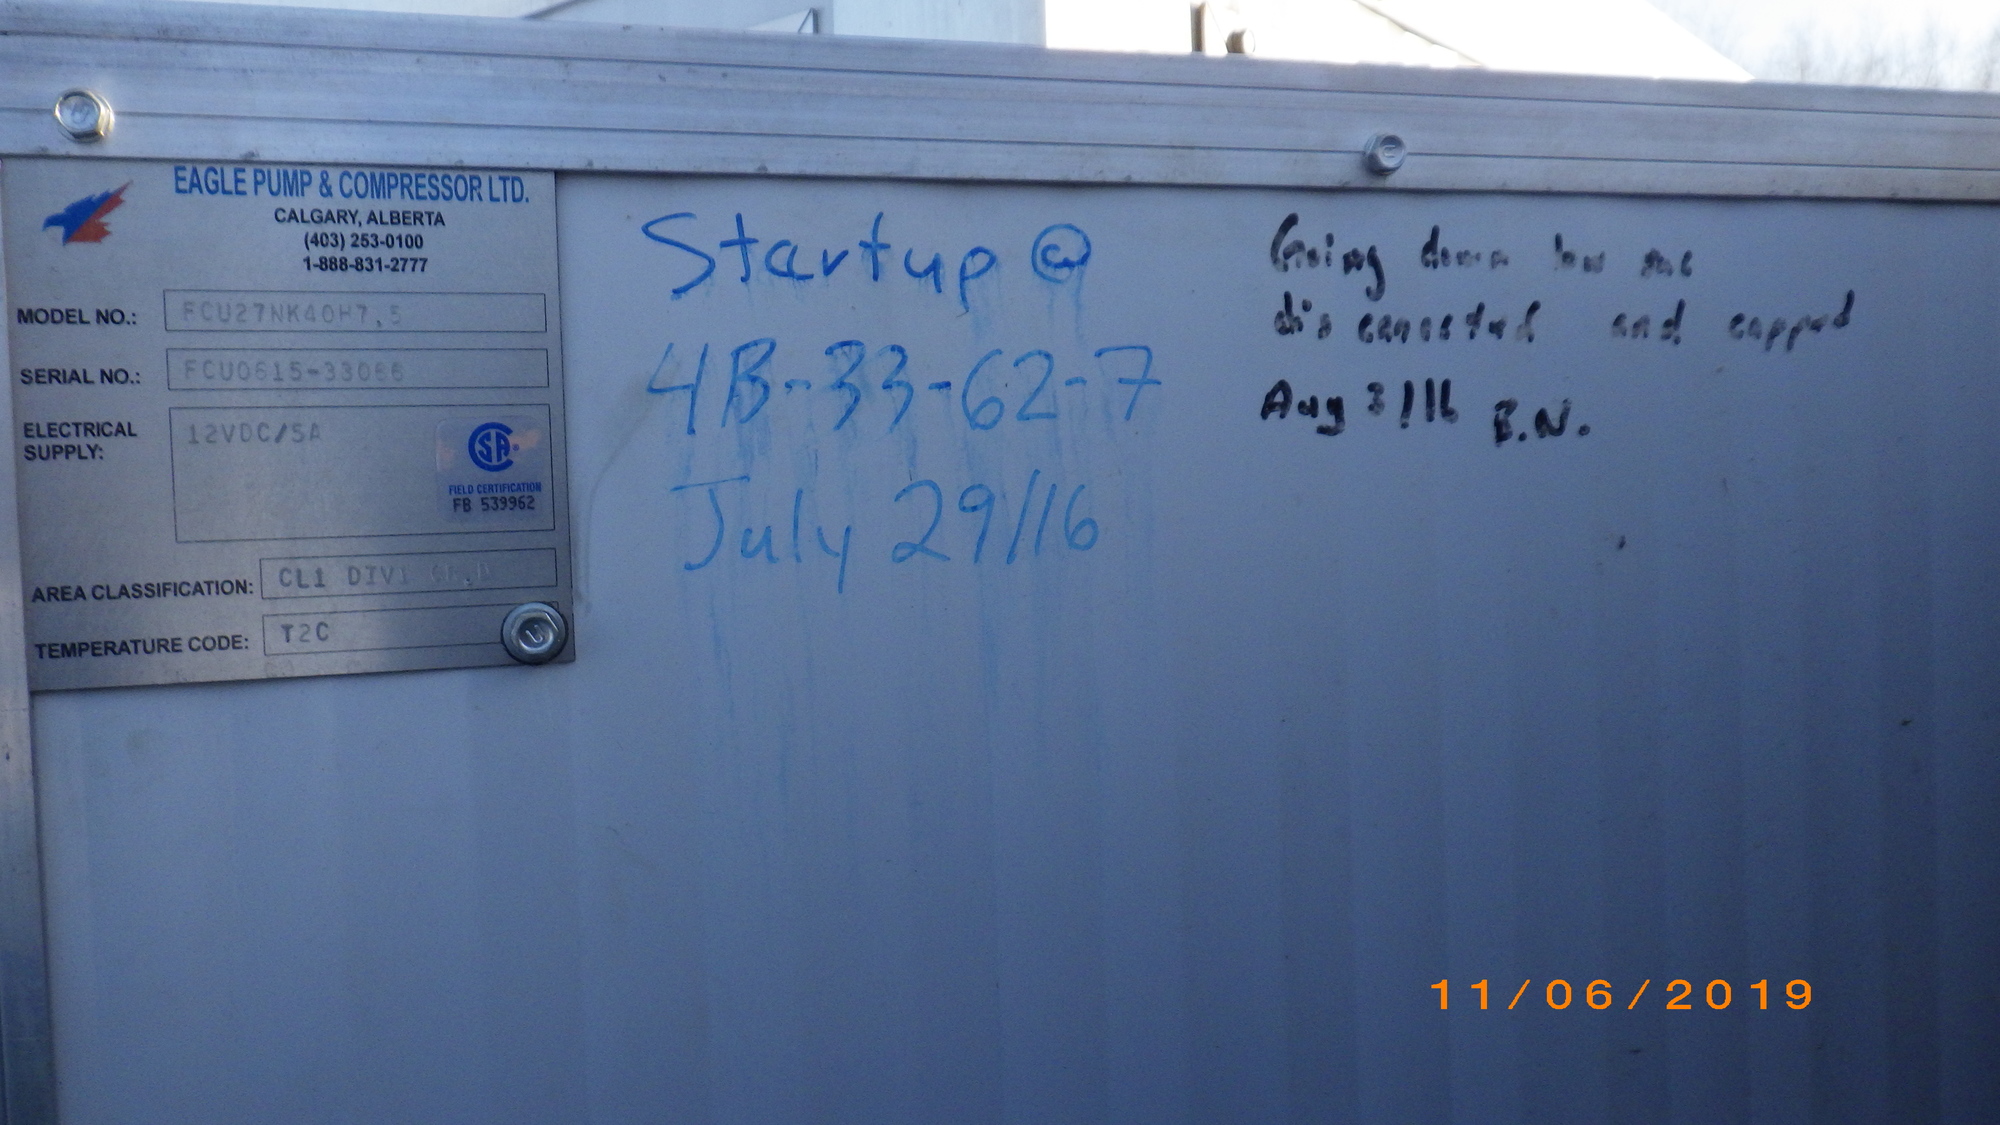 EAGLE PUMP & COMPRESSOR LTD.
CALGARY, ALBERTA
(403) 253-0100
1-888-831-2777
MODEL NO.: FCU27NK40H7.5
SERIAL NO.: FCU0615-33066
ELECTRICAL SUPPLY: 12VDC/5A
SA
FIELD CERTIFICATION
FB 539962
AREA CLASSIFICATION: CL1 DIV1
TEMPERATURE CODE: T2C
Startup @
4B-33-62-7
July 29/16
Going down
and capped
Aug 3/16 B.N.
11/06/2019